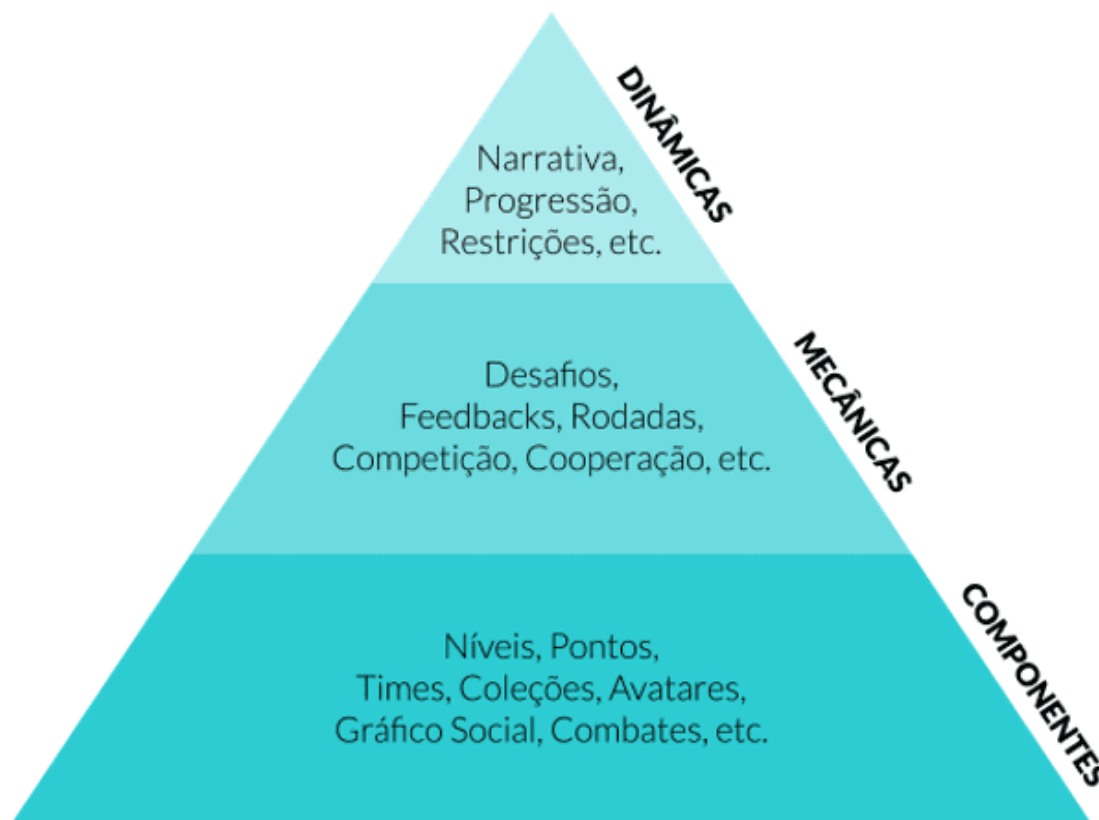 DINÂMICAS
Narrativa,
Progressão,
Restrições, etc.
MECÂNICAS
Desafios,
Feedbacks, Rodadas,
Competição, Cooperação, etc.
COMPONENTES
Níveis, Pontos,
Times, Coleções, Avatares,
Gráfico Social, Combates, etc.